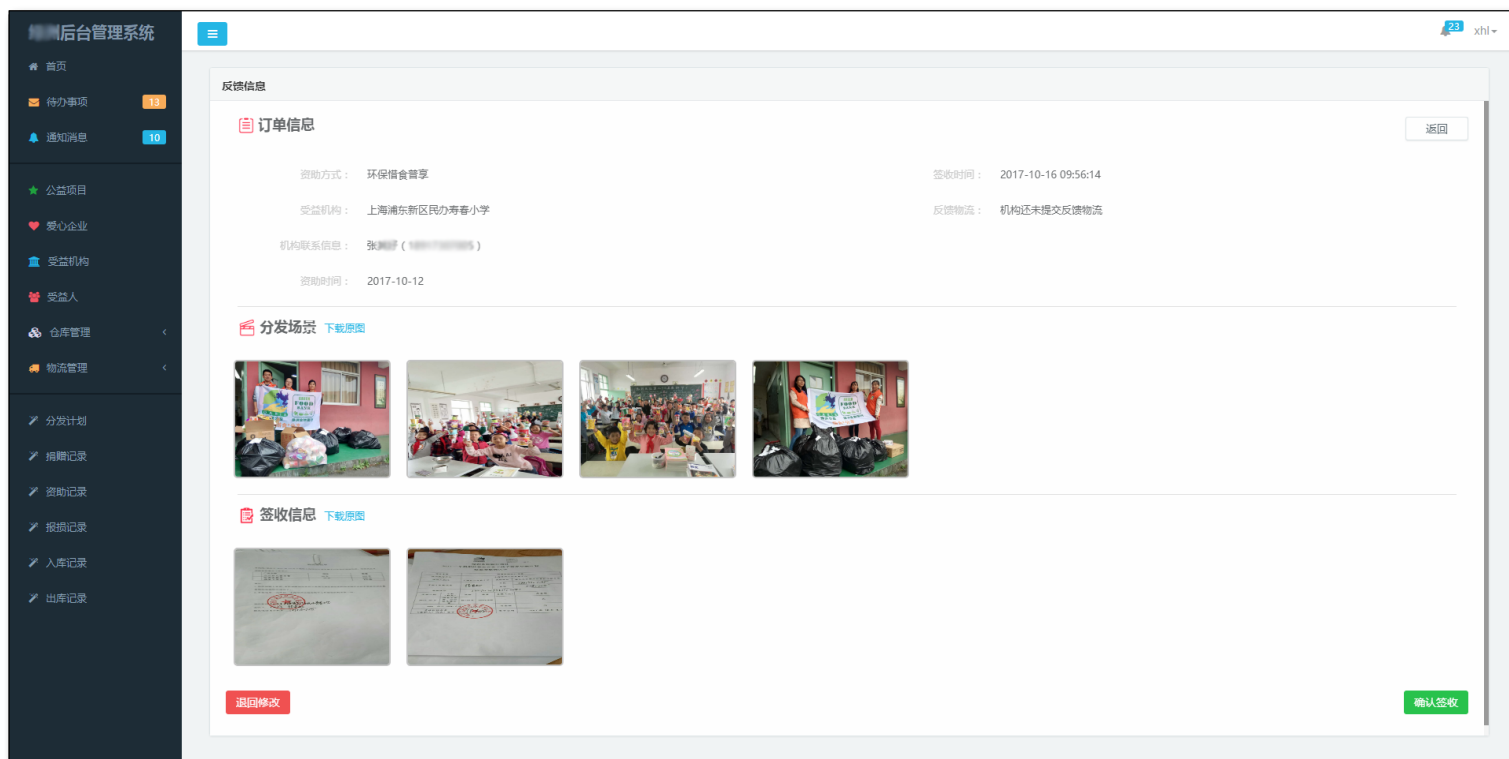 后台管理系统
23
xhl
首页
待办事项 13
通知消息 10
公益项目
爱心企业
受益机构
受益人
仓库管理
物流管理
分发计划
捐赠记录
资助记录
报损记录
入库记录
出库记录
反馈信息
订单信息
返回
资助方式： 环保惜食普享
签收时间： 2017-10-16 09:56:14
受益机构： 上海浦东新区民办寿春小学
反馈物流： 机构还未提交反馈物流
机构联系信息： 张
资助时间： 2017-10-12
分发场景 下载原图
签收信息 下载原图
退回修改
确认签收